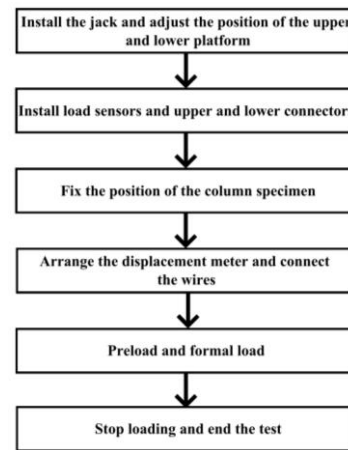 Install the jack and adjust the position of the upper
and lower platform
Install load sensors and upper and lower connector
Fix the position of the column specimen
Arrange the displacement meter and connect
the wires
Preload and formal load
Stop loading and end the test